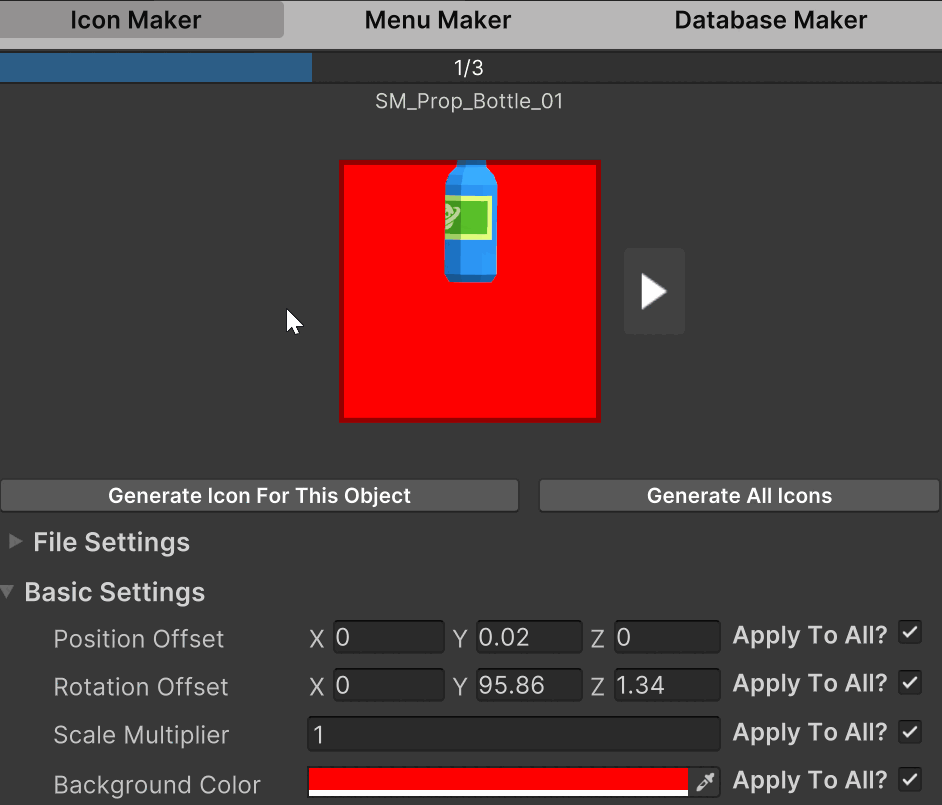 Icon Maker Menu Maker Database Maker
1/3
SM_Prop_Bottle_01
Generate Icon For This Object Generate All Icons
File Settings
Basic Settings
Position Offset X 0 Y 0.02 Z 0 Apply To All?
Rotation Offset X 0 Y 95.86 Z 1.34 Apply To All?
Scale Multiplier 1 Apply To All?
Background Color Apply To All?